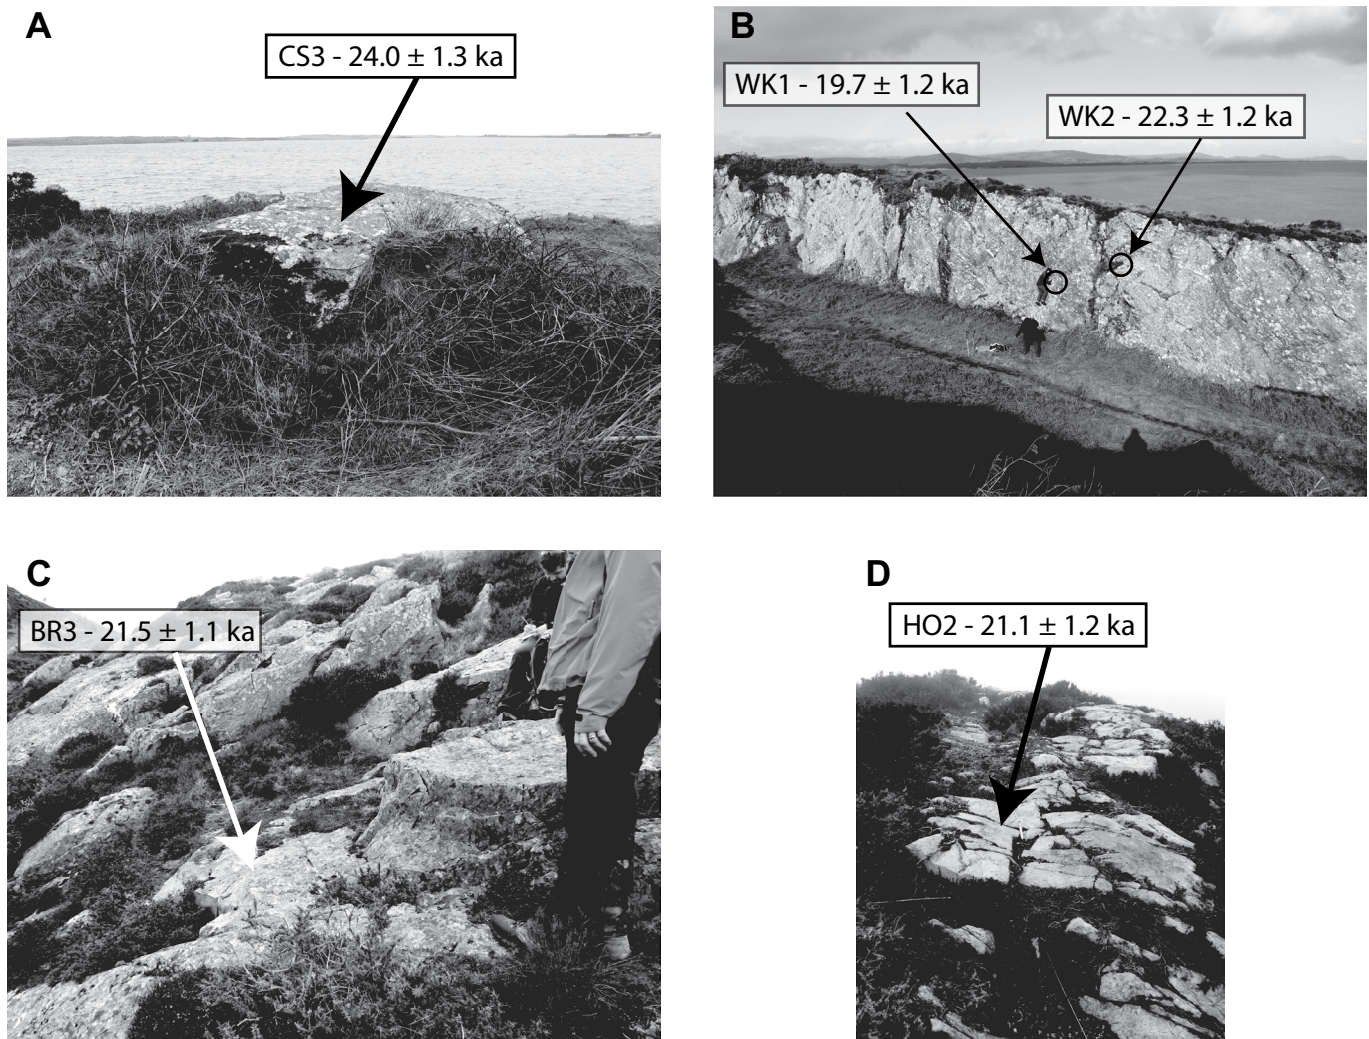 A
CS3 - 24.0 ± 1.3 ka
B
WK1 - 19.7 ± 1.2 ka
WK2 - 22.3 ± 1.2 ka
C
BR3 - 21.5 ± 1.1 ka
D
HO2 - 21.1 ± 1.2 ka